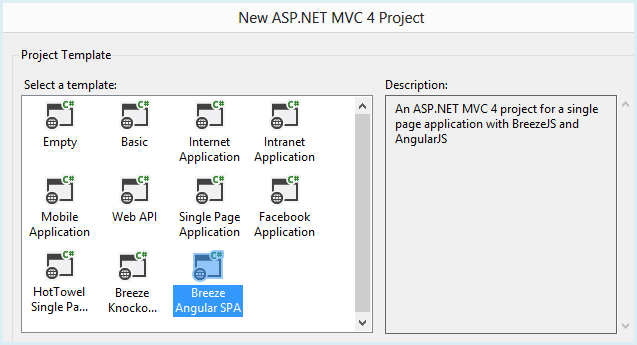 New ASP.NET MVC 4 Project
Project Template
Select a template:
Description:
C# C# C# C#
Empty Basic Internet Application Intranet Application
C# C# C# C#
Mobile Application Web API Single Page Application Facebook Application
C# C# C#
HotTowel Single Pa... Breeze Knocko... Breeze Angular SPA
An ASP.NET MVC 4 project for a single
page application with BreezeJS and
AngularJS